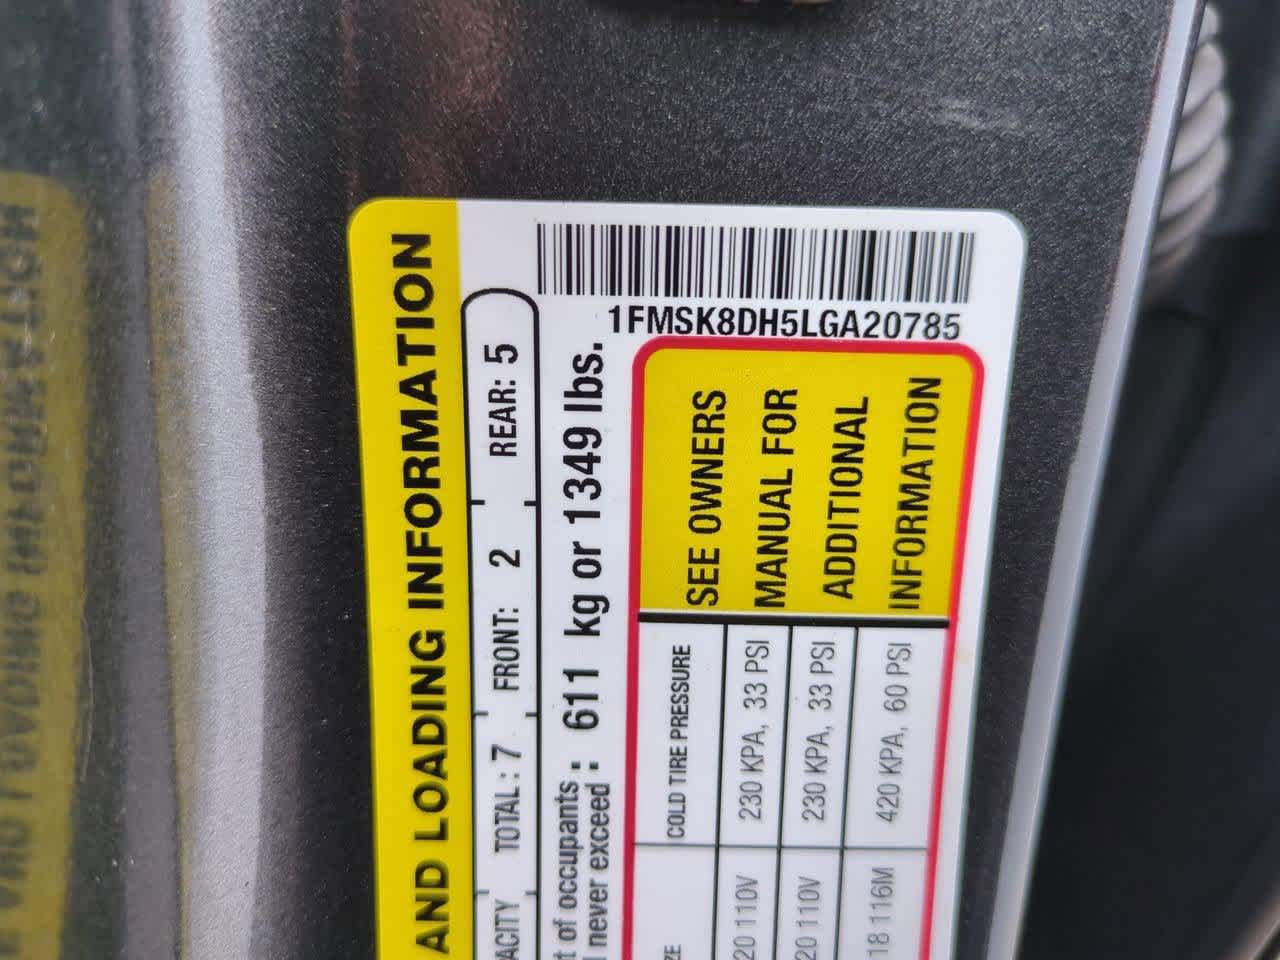 AND LOADING INFORMATION
ACITY TOTAL: 7 FRONT: 2 REAR: 5
t of occupants
never exceed : 611 kg or 1349 lbs.
1FMSK8DH5LGA20785
ZE COLD TIRE PRESSURE
20 110V 230 KPA, 33 PSI
20 110V 230 KPA, 33 PSI
18 116M 420 KPA, 60 PSI
SEE OWNERS
MANUAL FOR
ADDITIONAL
INFORMATION